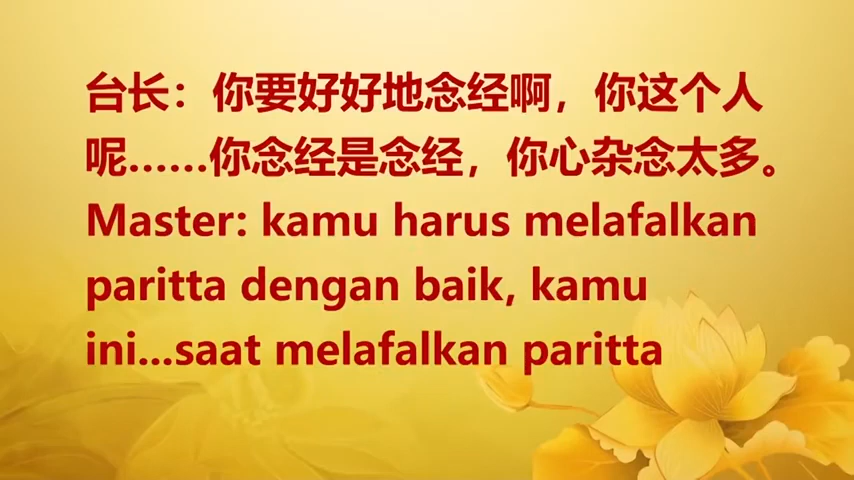 台长：你要好好地念经啊，你这个人
呢……你念经是念经，你心杂念太多。
Master: kamu harus melafalkan
paritta dengan baik, kamu
ini...saat melafalkan paritta